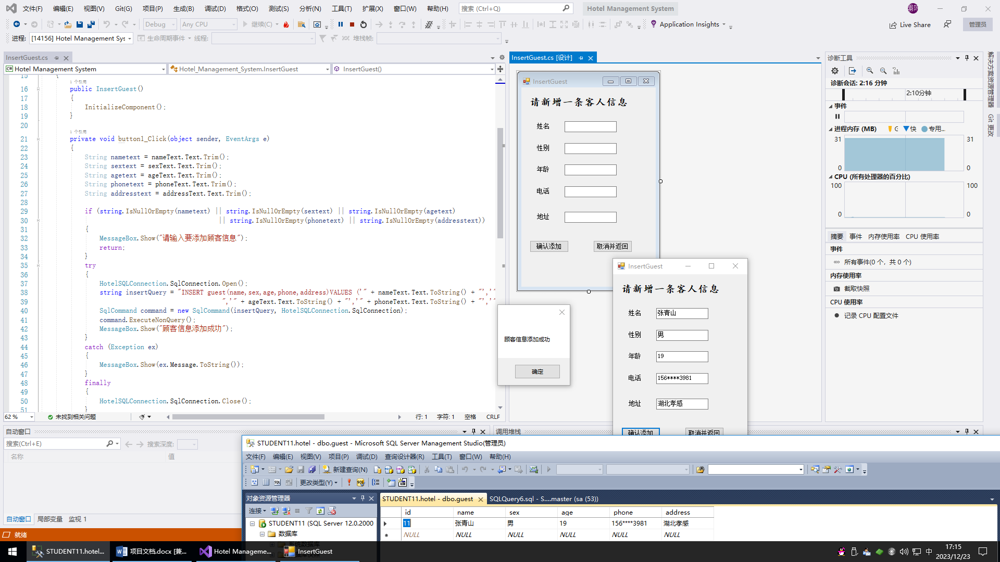 文件(F) 编辑(E) 视图(V) Git(G) 项目(P) 生成(B) 调试(D) 格式(O) 测试(S) 分析(N) 工具(T) 扩展(X) 窗口(W) 帮助(H) 搜索 (Ctrl+Q) Hotel Management System
Debug Any CPU 继续(C) Application Insights Live Share 管理员
进程: [14156] Hotel Management Sys 生命周期事件 线程: 堆栈帧:
InsertGuest.cs
Hotel Management System Hotel_Management_System.InsertGuest InsertGuest()
15 {
1 个引用
16 public InsertGuest()
17 {
18 InitializeComponent();
19 }
20
1 个引用
21 private void button1_Click(object sender, EventArgs e)
22 {
23 String nametext = nameText.Text.Trim();
24 String sextext = sexText.Text.Trim();
25 String agetext = ageText.Text.Trim();
26 String phonetext = phoneText.Text.Trim();
27 String addresstext = addressText.Text.Trim();
28
29 if (string.IsNullOrEmpty(nametext) || string.IsNullOrEmpty(sextext) || string.IsNullOrEmpty(agetext)
30 || string.IsNullOrEmpty(phonetext) || string.IsNullOrEmpty(addresstext))
31 {
32 MessageBox.Show("请输入要添加顾客信息");
33 return;
34 }
35 try
36 {
37 HotelSQLConnection.SqlConnection.Open();
38 string insertQuery = "INSERT guest(name,sex,age,phone,address)VALUES ('" + nameText.Text.ToString() + "','"
39 "','" + ageText.Text.ToString() + "','" + phoneText.Text.ToString() + "','"
40 SqlCommand command = new SqlCommand(insertQuery, HotelSQLConnection.SqlConnection);
41 command.ExecuteNonQuery();
42 MessageBox.Show("顾客信息添加成功");
43 }
44 catch (Exception ex)
45 {
46 MessageBox.Show(ex.Message.ToString());
47 }
48 finally
49 {
50 HotelSQLConnection.SqlConnection.Close();
51 }
62 % 未找到相关问题 行: 1 字符: 1 空格 CRLF
InsertGuest.cs [设计]
InsertGuest
请新增一条客人信息
姓名
性别
年龄
电话
地址
确认添加 取消并返回
顾客信息添加成功
确定
InsertGuest
请新增一条客人信息
姓名 张青山
性别 男
年龄 19
电话 156****3981
地址 湖北孝感
确认添加 取消并返回
诊断工具
诊断会话: 2:16 分钟
2:10分钟
事件
进程内存 (MB) G 快 专用...
31 31
0 0
CPU (所有处理器的百分比)
100 100
0 0
摘要 事件 内存使用率 CPU 使用率
事件
所有事件(0 个，共 0 个)
内存使用率
截取快照
CPU 使用率
记录 CPU 配置文件
解决方案资源管理器
Git 更改
自动窗口
搜索(Ctrl+E) 搜索深度:
名称 值
自动窗口 局部变量 监视 1
调用堆栈
就绪
STUDENT11.hotel - dbo.guest - Microsoft SQL Server Management Studio(管理员)
文件(F) 编辑(E) 视图(V) 项目(P) 调试(D) 查询设计器(R) 工具(T) 窗口(W) 帮助(H)
新建查询(N)
更改类型(Y)
对象资源管理器
连接
STUDENT11 (SQL Server 12.0.2000
数据库
STUDENT11.hotel - dbo.guest SQLQuery6.sql - S....master (sa (53))
id name sex age phone address
11 张青山 男 19 156****3981 湖北孝感
NULL NULL NULL NULL NULL NULL
STUDENT11.hotel... 项目文档.docx [兼... Hotel Manageme... InsertGuest
中
17:15
2023/12/23